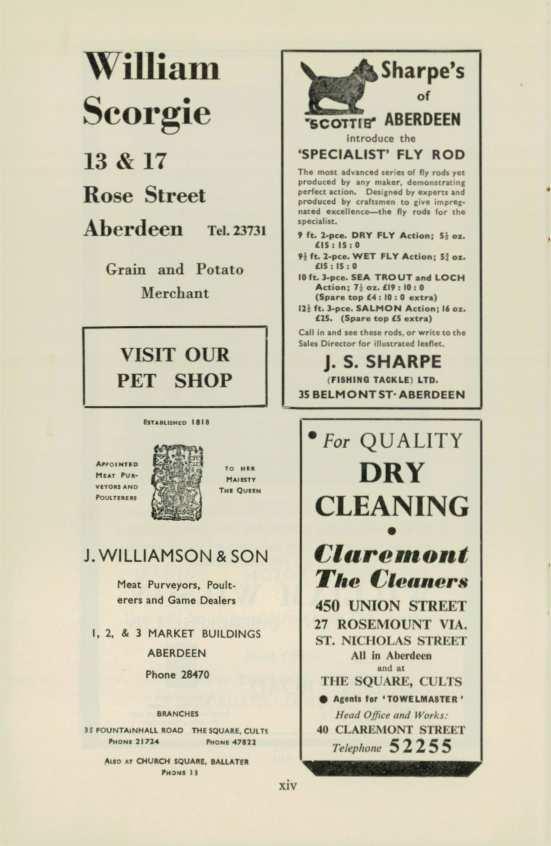 William
Scorgie
13 & 17
Rose Street
Aberdeen Tel. 23731
Grain and Potato
Merchant
VISIT OUR
PET SHOP
Sharpe's
of
"SCOTTIE" ABERDEEN
introduce the
'SPECIALIST' FLY ROD
The most advanced series of fly rods yet
produced by any maker, demonstrating
perfect action. Designed by experts and
produced by craftsmen to give impreg-
nated excellence—the fly rods for the
specialist.
9 ft. 2-pce. DRY FLY Action; 5½ oz.
£15 : 15 : 0
9½ ft. 2-pce. WET FLY Action; 5¾ oz.
£15 : 15 : 0
10 ft. 3-pce. SEA TROUT and LOCH
Action; 7½ oz. £19 : 10 : 0
(Spare top £4 : 10 : 0 extra)
12½ ft. 3-pce. SALMON Action; 16 oz.
£25. (Spare top £5 extra)
Call in and see these rods, or write to the
Sales Director for illustrated leaflet.
J. S. SHARPE
(FISHING TACKLE) LTD.
35 BELMONT ST · ABERDEEN
ESTABLISHED 1818
APPOINTED
MEAT PUR-
VEYORS AND
POULTERERS
TO HER
MAJESTY
THE QUEEN
J. WILLIAMSON & SON
Meat Purveyors, Poult-
erers and Game Dealers
1, 2, & 3 MARKET BUILDINGS
ABERDEEN
Phone 28470
BRANCHES
35 FOUNTAINHALL ROAD THE SQUARE, CULTS
PHONE 21724 PHONE 47822
ALSO AT CHURCH SQUARE, BALLATER
PHONE 13
• For QUALITY
DRY
CLEANING
•
Claremont
The Cleaners
450 UNION STREET
27 ROSEMOUNT VIA.
ST. NICHOLAS STREET
All in Aberdeen
and at
THE SQUARE, CULTS
● Agents for 'TOWELMASTER'
Head Office and Works:
40 CLAREMONT STREET
Telephone 52255
xiv